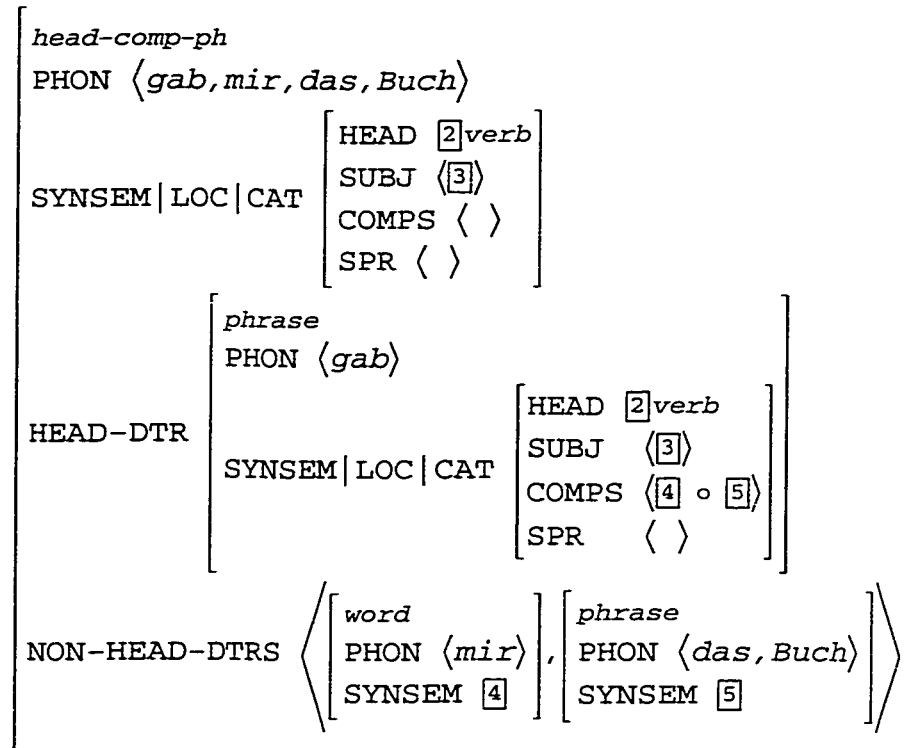 head-comp-ph
PHON ⟨gab,mir,das,Buch⟩
HEAD [2]verb
SUBJ ⟨[3]⟩
SYNSEM|LOC|CAT
COMPS ⟨ ⟩
SPR ⟨ ⟩
phrase
PHON ⟨gab⟩
HEAD [2]verb
HEAD-DTR
SUBJ ⟨[3]⟩
SYNSEM|LOC|CAT
COMPS ⟨[4] ∘ [5]⟩
SPR ⟨ ⟩
word phrase
NON-HEAD-DTRS ⟨ PHON ⟨mir⟩ , PHON ⟨das,Buch⟩ ⟩
SYNSEM [4] SYNSEM [5]